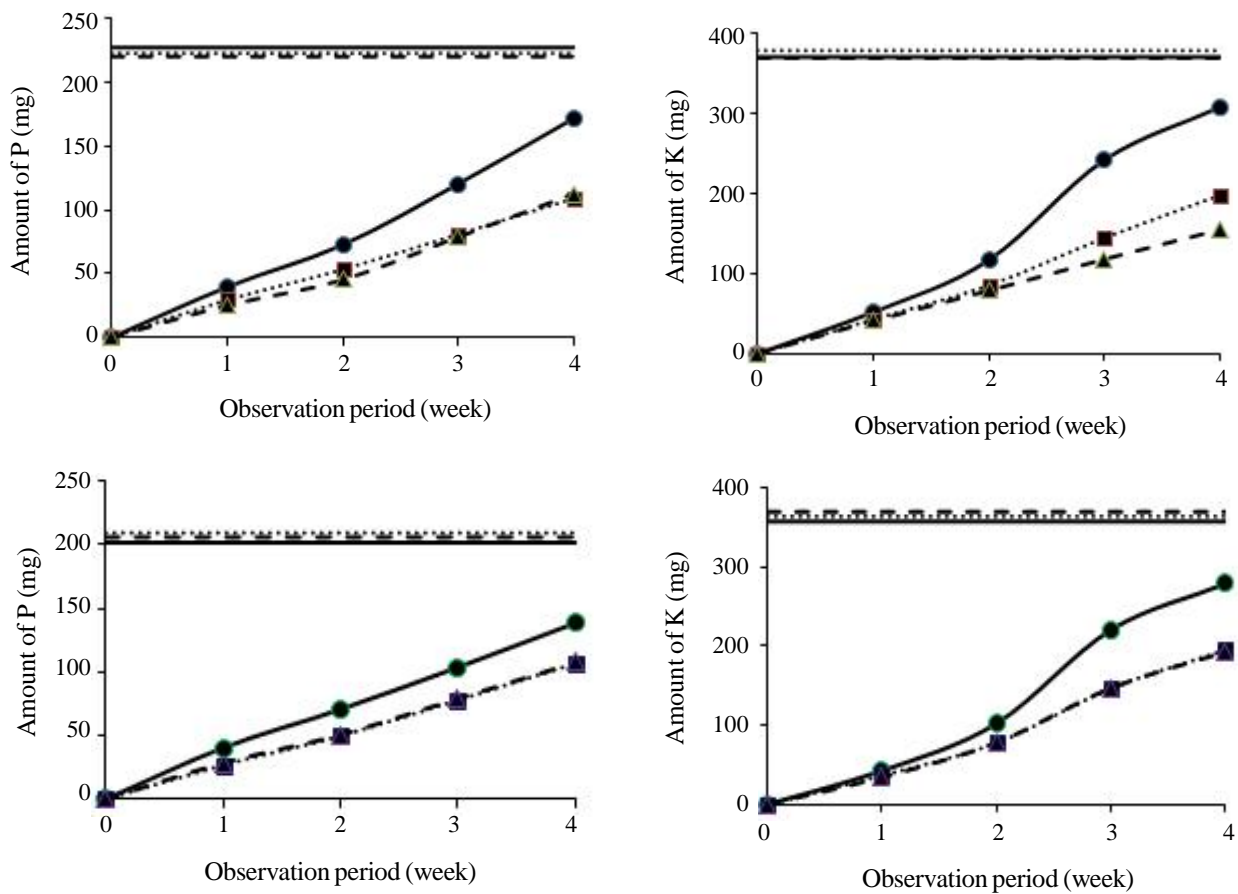 250
200
150
100
50
0
Amount of P (mg)
0 1 2 3 4
Observation period (week)
400
300
200
100
0
Amount of K (mg)
0 1 2 3 4
Observation period (week)
250
200
150
100
50
0
Amount of P (mg)
0 1 2 3 4
Observation period (week)
400
300
200
100
0
Amount of K (mg)
0 1 2 3 4
Observation period (week)